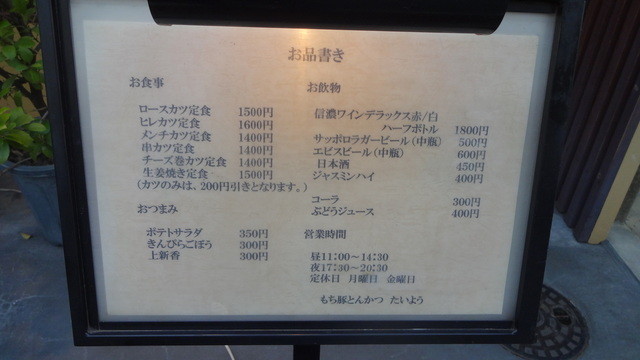 お品書き
お食事
ロースカツ定食 1500円
ヒレカツ定食 1600円
メンチカツ定食 1400円
串カツ定食 1400円
チーズ巻カツ定食 1400円
生姜焼き定食 1500円
(カツのみは、200円引きとなります。)
おつまみ
ポテトサラダ 350円
きんぴらごぼう 300円
上新香 300円
お飲物
信濃ワインデラックス赤/白
ハーフボトル 1800円
サッポロラガービール(中瓶) 500円
エビスビール(中瓶) 600円
日本酒 450円
ジャスミンハイ 400円
コーラ 300円
ぶどうジュース 400円
営業時間
昼11:00～14:30
夜17:30～20:30
定休日 月曜日 金曜日
もち豚とんかつ たいよう